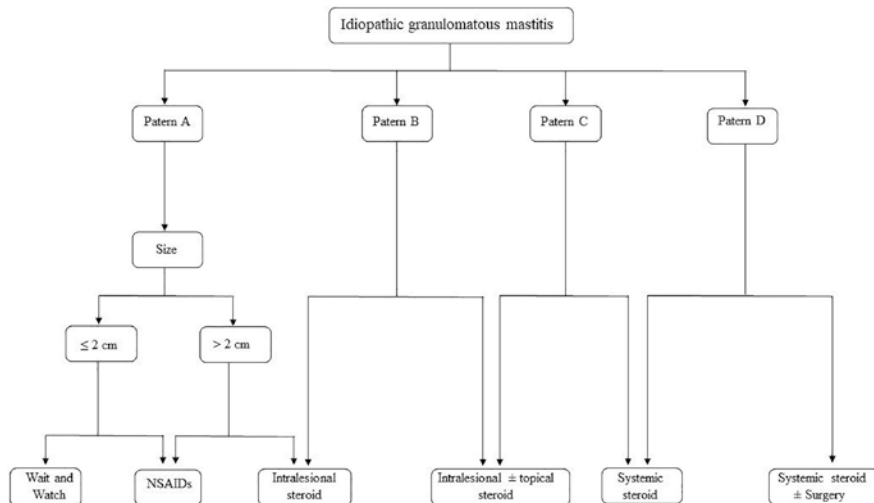 Idiopathic granulomatous mastitis
Patern A
Patern B
Patern C
Patern D
Size
≤ 2 cm
> 2 cm
Wait and
Watch
NSAIDs
Intralesional
steroid
Intralesional ± topical
steroid
Systemic
steroid
Systemic steroid
± Surgery